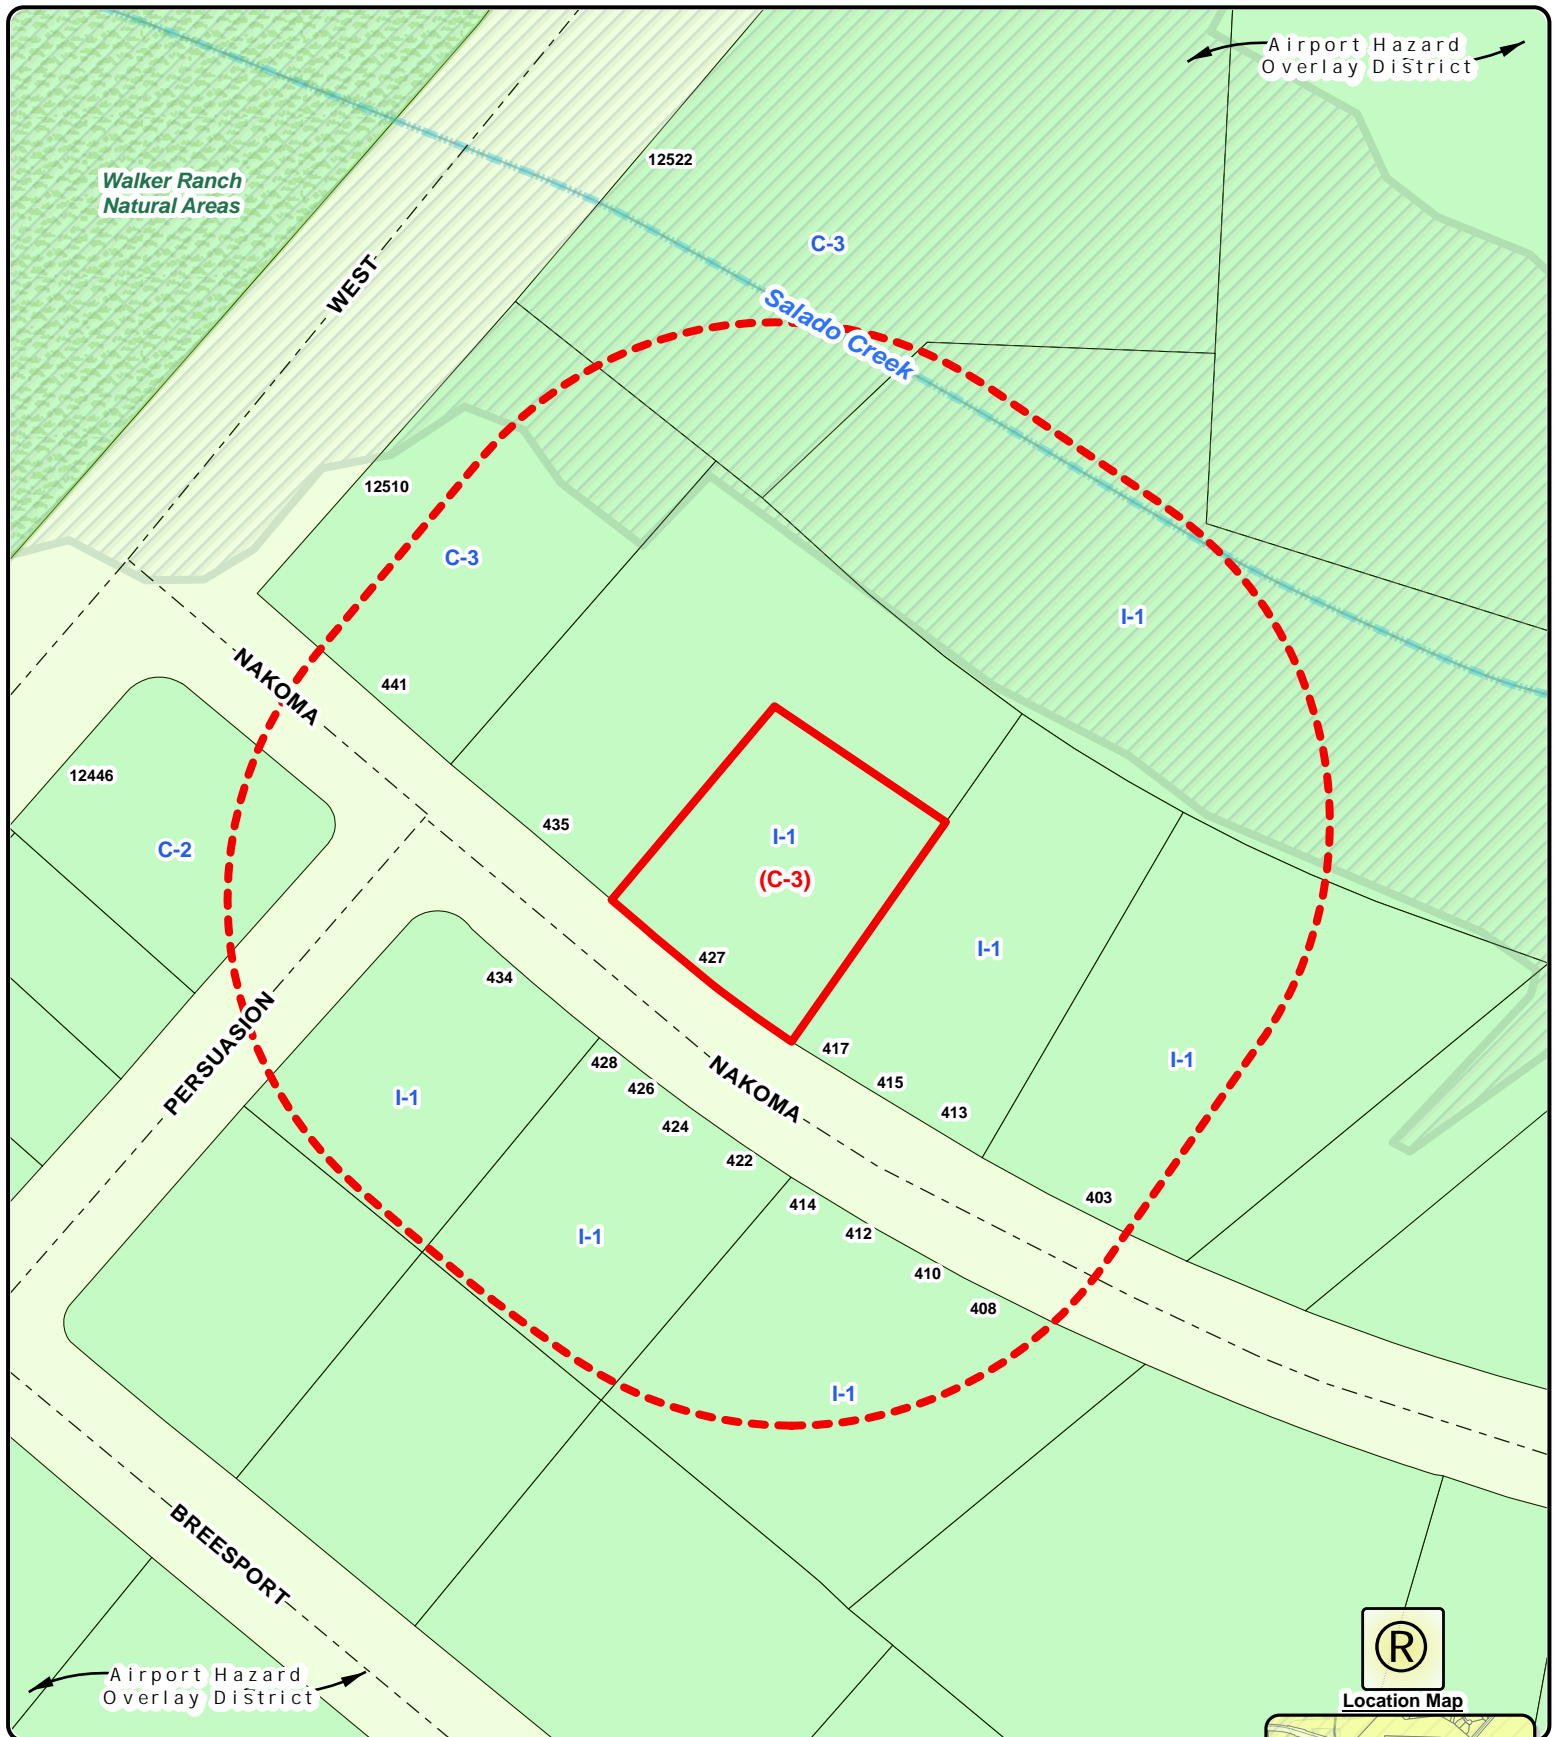 Airport Hazard
Overlay District
12522
Walker Ranch
Natural Areas
C-3
WEST
Salado Creek
12510
C-3
I-1
NAKOMA
441
12446
435
I-1
C-2
(C-3)
427
I-1
434
PERSUASION
417
428
NAKOMA
I-1
415
426
I-1
413
424
422
403
414
412
I-1
410
408
I-1
BREESPORT
®
Airport Hazard
Overlay District
Location Map